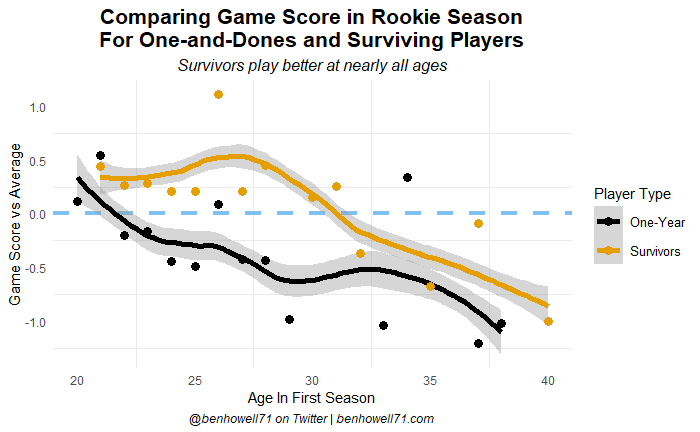 Comparing Game Score in Rookie Season
For One-and-Dones and Surviving Players
Survivors play better at nearly all ages
Game Score vs Average
1.0
0.5
0.0
-0.5
-1.0
20 25 30 35 40
Age In First Season
@benhowell71 on Twitter | benhowell71.com
Player Type
One-Year
Survivors